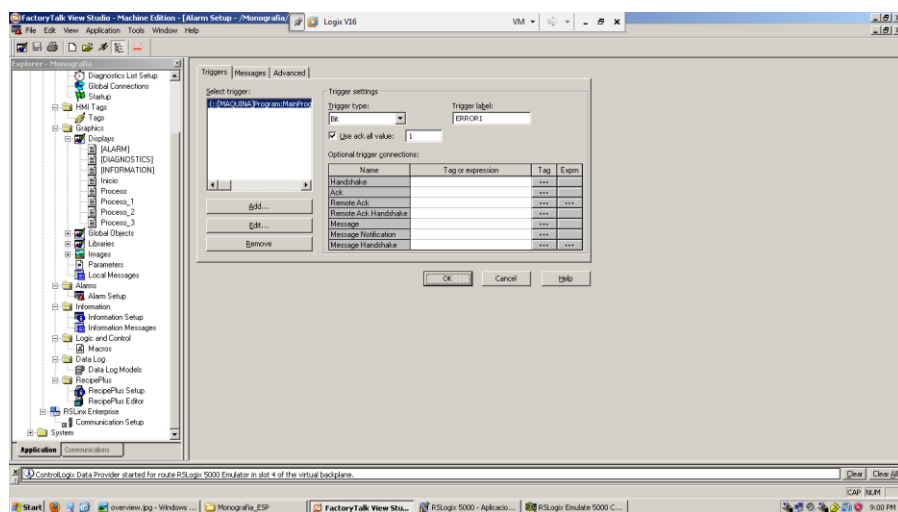 FactoryTalk View Studio - Machine Edition - [Alarm Setup - /Monografia/
Logix V16
VM
File Edit View Application Tools Window Help
Explorer - Monografia
Diagnostics List Setup
Global Connections
Startup
HMI Tags
Tags
Graphics
Displays
[ALARM]
[DIAGNOSTICS]
[INFORMATION]
Inicio
Proceso
Proceso_1
Proceso_2
Proceso_3
Global Objects
Libraries
Images
Parameters
Local Messages
Alarms
Alarm Setup
Information
Information Setup
Information Messages
Logic and Control
Macros
Data Log
Data Log Models
RecipePlus
RecipePlus Setup
RecipePlus Editor
RSLinx Enterprise
Communication Setup
System
Application Communications
Triggers Messages Advanced
Select trigger:
{::[MAQUINA]Program:MainProg
Add...
Edit...
Remove
Trigger settings
Trigger type: Trigger label:
Bit ERROR1
Use ack all value: 1
Optional trigger connections:
Name Tag or expression Tag Exprn
Handshake ...
Ack ...
Remote Ack ... ...
Remote Ack Handshake ...
Message ...
Message Notification ...
Message Handshake ... ...
OK Cancel Help
ControlLogix Data Provider started for route RSLogix 5000 Emulator in slot 4 of the virtual backplane.
Clear Clear All
CAP NUM
Start overview.jpg - Windows ... Monografia_ESP FactoryTalk View Stu... RSLogix 5000 - Aplicacio... RSLogix Emulate 5000 C... 9:00 PM